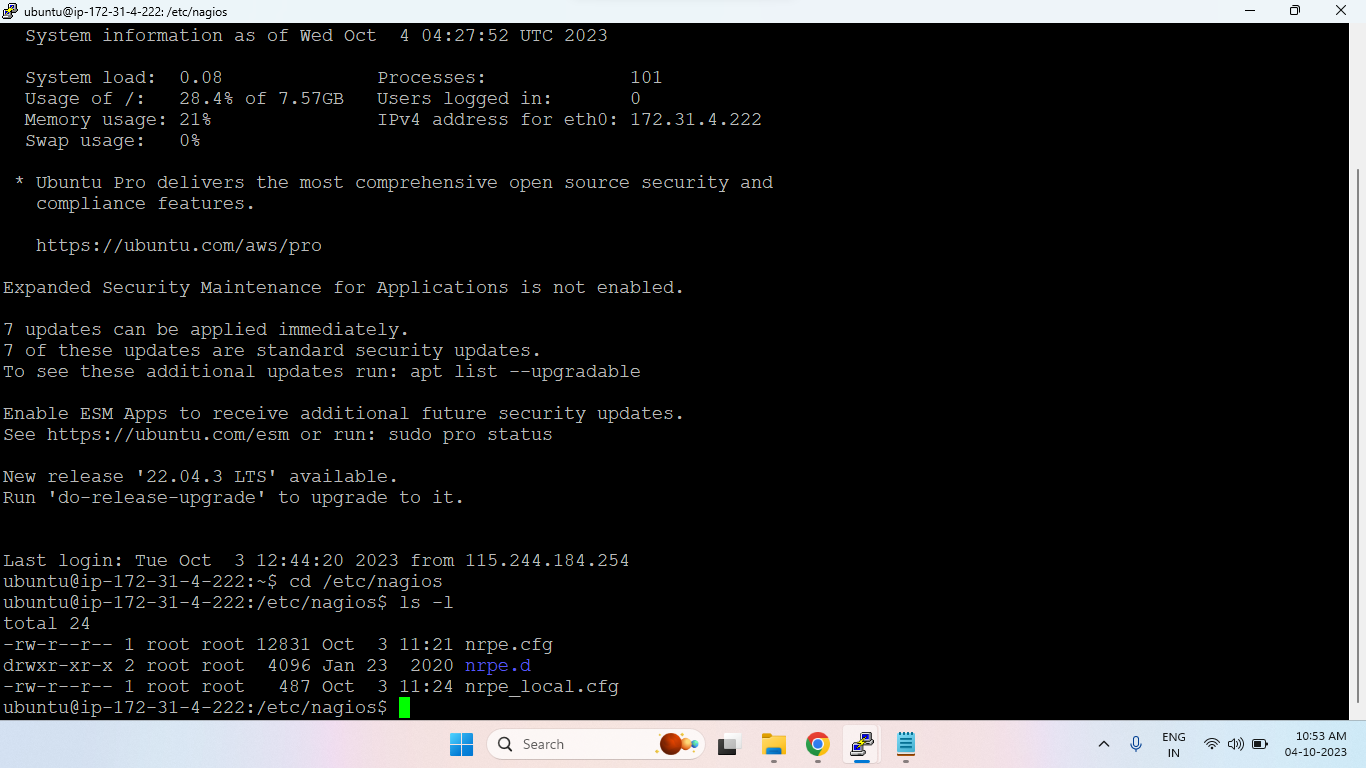 ubuntu@ip-172-31-4-222: /etc/nagios
System information as of Wed Oct  4 04:27:52 UTC 2023
System load:  0.08              Processes:             101
Usage of /:   28.4% of 7.57GB   Users logged in:       0
Memory usage: 21%               IPv4 address for eth0: 172.31.4.222
Swap usage:   0%
* Ubuntu Pro delivers the most comprehensive open source security and
compliance features.
https://ubuntu.com/aws/pro
Expanded Security Maintenance for Applications is not enabled.
7 updates can be applied immediately.
7 of these updates are standard security updates.
To see these additional updates run: apt list --upgradable
Enable ESM Apps to receive additional future security updates.
See https://ubuntu.com/esm or run: sudo pro status
New release '22.04.3 LTS' available.
Run 'do-release-upgrade' to upgrade to it.
Last login: Tue Oct  3 12:44:20 2023 from 115.244.184.254
ubuntu@ip-172-31-4-222:~$ cd /etc/nagios
ubuntu@ip-172-31-4-222:/etc/nagios$ ls -l
total 24
-rw-r--r-- 1 root root 12831 Oct  3 11:21 nrpe.cfg
drwxr-xr-x 2 root root  4096 Jan 23  2020 nrpe.d
-rw-r--r-- 1 root root   487 Oct  3 11:24 nrpe_local.cfg
ubuntu@ip-172-31-4-222:/etc/nagios$
Search
ENG
IN
10:53 AM
04-10-2023